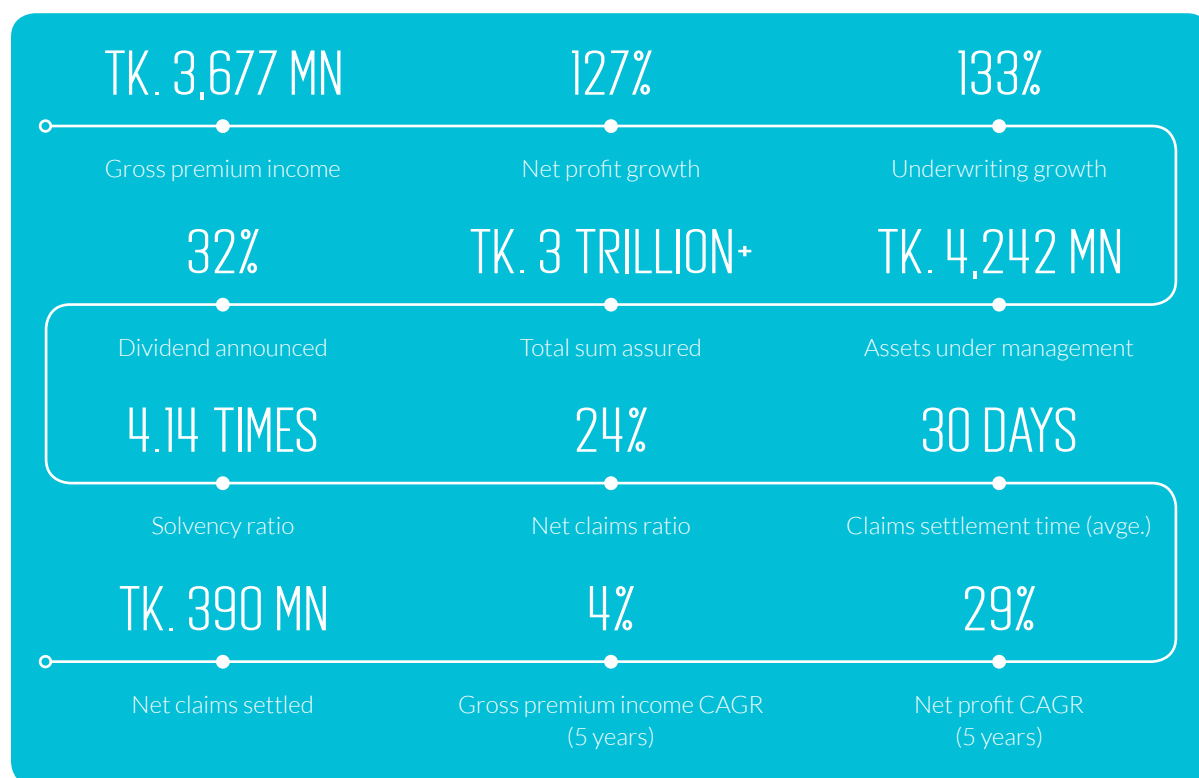 TK. 3,677 MN
127%
133%
Gross premium income
Net profit growth
Underwriting growth
32%
TK. 3 TRILLION+
TK. 4,242 MN
Dividend announced
Total sum assured
Assets under management
4.14 TIMES
24%
30 DAYS
Solvency ratio
Net claims ratio
Claims settlement time (avge.)
TK. 390 MN
4%
29%
Net claims settled
Gross premium income CAGR
(5 years)
Net profit CAGR
(5 years)